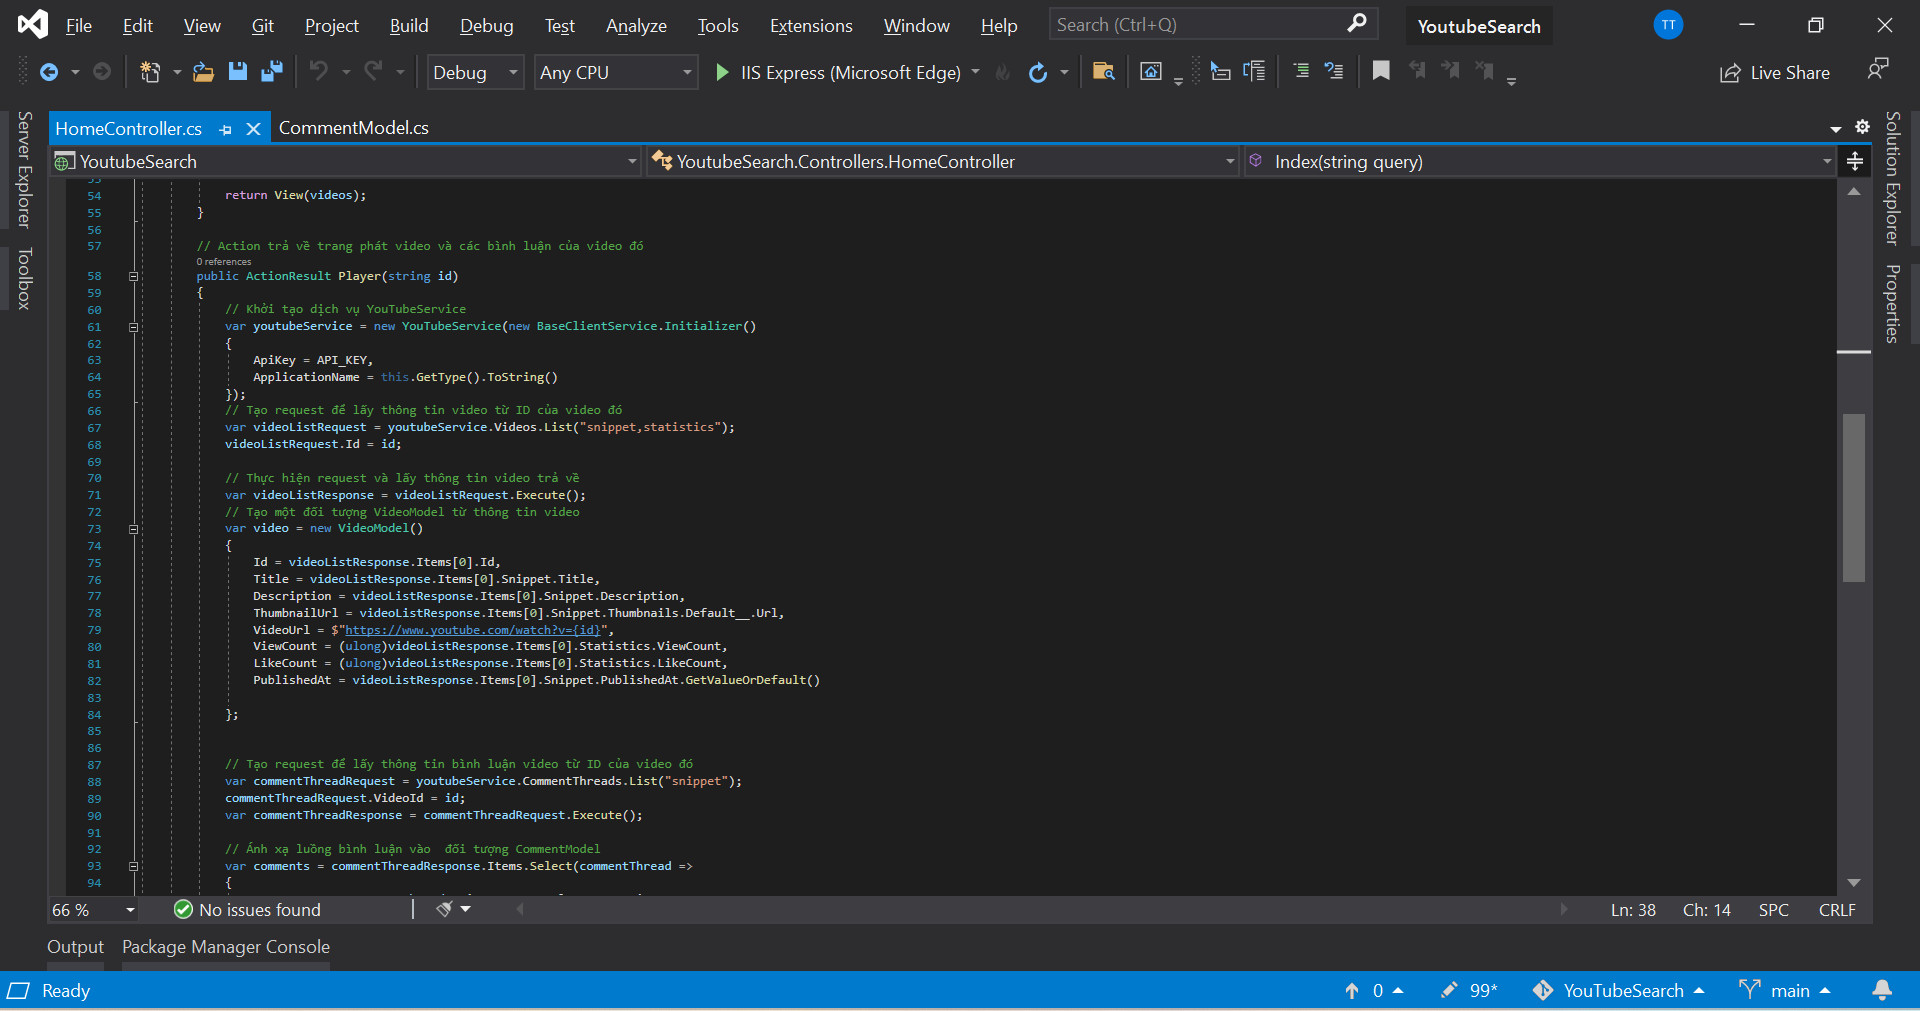 File Edit View Git Project Build Debug Test Analyze Tools Extensions Window Help Search (Ctrl+Q) YoutubeSearch TT
Debug Any CPU IIS Express (Microsoft Edge) Live Share
Server Explorer
Toolbox
HomeController.cs CommentModel.cs
YoutubeSearch YoutubeSearch.Controllers.HomeController Index(string query)
54 return View(videos);
55 }
56
57 // Action trả về trang phát video và các bình luận của video đó
0 references
58 public ActionResult Player(string id)
59 {
60 // Khởi tạo dịch vụ YouTubeService
61 var youtubeService = new YouTubeService(new BaseClientService.Initializer()
62 {
63 ApiKey = API_KEY,
64 ApplicationName = this.GetType().ToString()
65 });
66 // Tạo request để lấy thông tin video từ ID của video đó
67 var videoListRequest = youtubeService.Videos.List("snippet,statistics");
68 videoListRequest.Id = id;
69
70 // Thực hiện request và lấy thông tin video trả về
71 var videoListResponse = videoListRequest.Execute();
72 // Tạo một đối tượng VideoModel từ thông tin video
73 var video = new VideoModel()
74 {
75 Id = videoListResponse.Items[0].Id,
76 Title = videoListResponse.Items[0].Snippet.Title,
77 Description = videoListResponse.Items[0].Snippet.Description,
78 ThumbnailUrl = videoListResponse.Items[0].Snippet.Thumbnails.Default__.Url,
79 VideoUrl = $"https://www.youtube.com/watch?v={id}",
80 ViewCount = (ulong)videoListResponse.Items[0].Statistics.ViewCount,
81 LikeCount = (ulong)videoListResponse.Items[0].Statistics.LikeCount,
82 PublishedAt = videoListResponse.Items[0].Snippet.PublishedAt.GetValueOrDefault()
83
84 };
85
86
87 // Tạo request để lấy thông tin bình luận video từ ID của video đó
88 var commentThreadRequest = youtubeService.CommentThreads.List("snippet");
89 commentThreadRequest.VideoId = id;
90 var commentThreadResponse = commentThreadRequest.Execute();
91
92 // Ánh xạ luồng bình luận vào  đối tượng CommentModel
93 var comments = commentThreadResponse.Items.Select(commentThread =>
94 {
Solution Explorer
Properties
66 % No issues found Ln: 38 Ch: 14 SPC CRLF
Output Package Manager Console
Ready 0 99* YouTubeSearch main